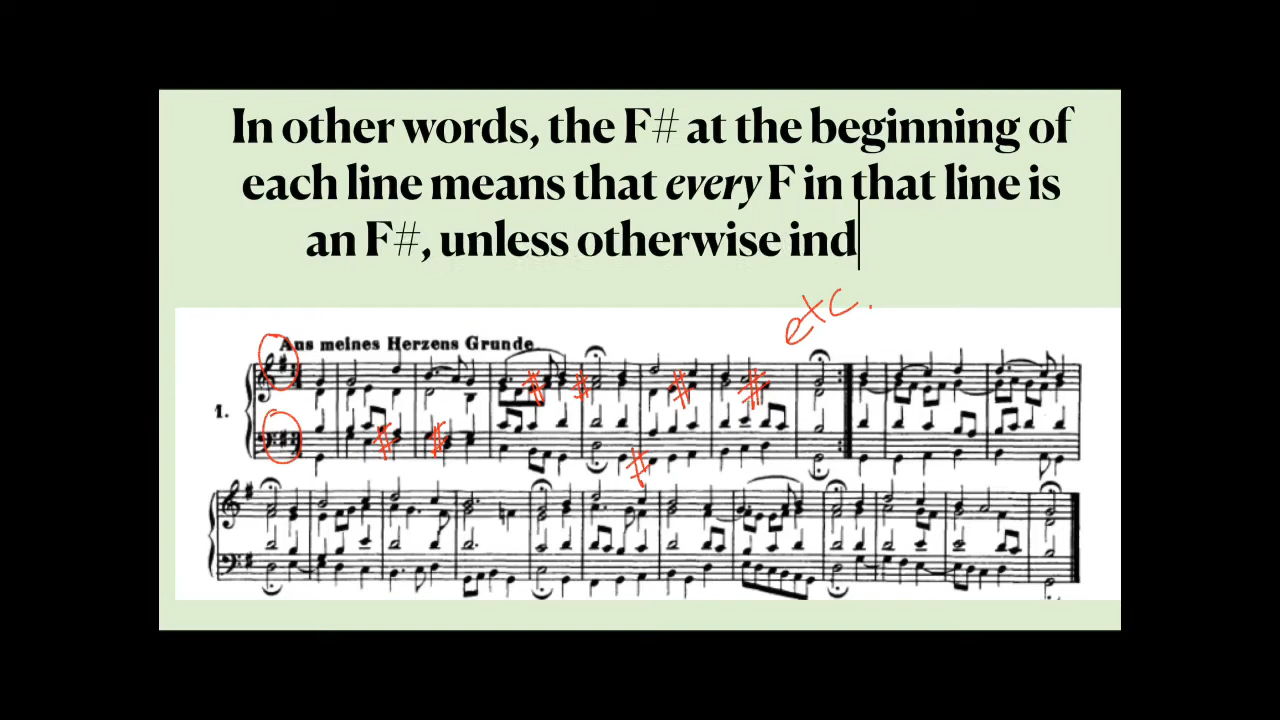 In other words, the F# at the beginning of
each line means that every F in that line is
an F#, unless otherwise ind
etc.
Aus meines Herzens Grunde.
1.